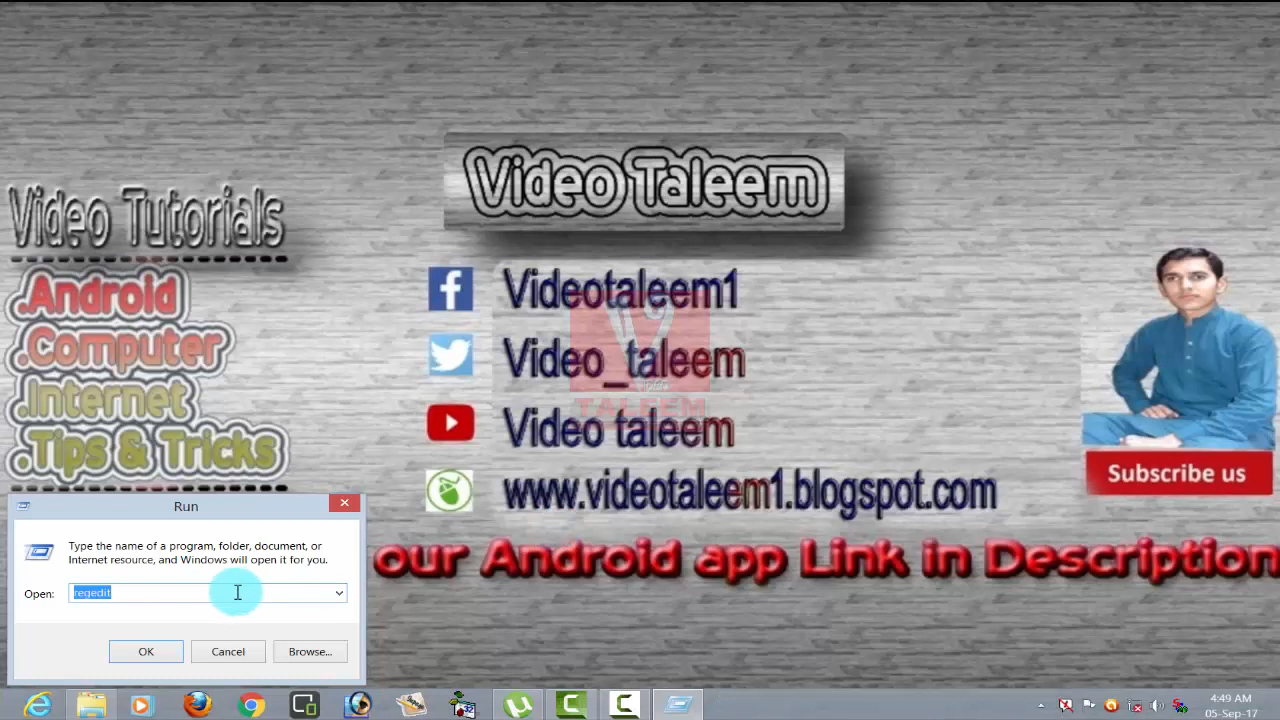 Video Taleem
Video Tutorials
.Android
.Computer
.Internet
.Tips & Tricks
Videotaleem1
Video_taleem
Video taleem
www.videotaleem1.blogspot.com
TALEEM
Subscribe us
our Android app Link in Description
Run
Type the name of a program, folder, document, or
Internet resource, and Windows will open it for you.
Open: regedit
OK Cancel Browse...
4:49 AM
05-Sep-17